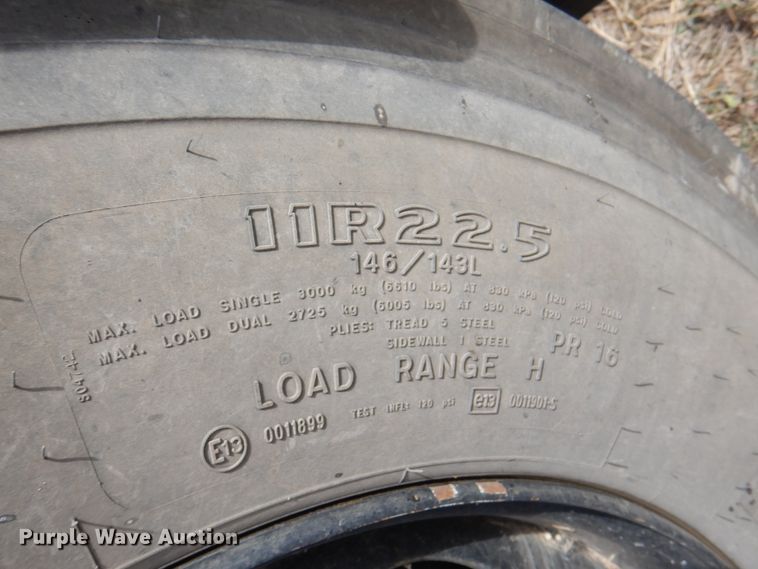 11R22.5
146/143L
MAX. LOAD SINGLE 3000 kg (6610 lbs) AT 830 kPa (120 psi) COLD
MAX. LOAD DUAL 2725 kg (6005 lbs) AT 830 kPa (120 psi) COLD
PLIES: TREAD 5 STEEL
SIDEWALL 1 STEEL
PR 16
LOAD RANGE H
E13 0011899
TEST INFL: 120 psi
e13 0011901-S
Purple Wave Auction